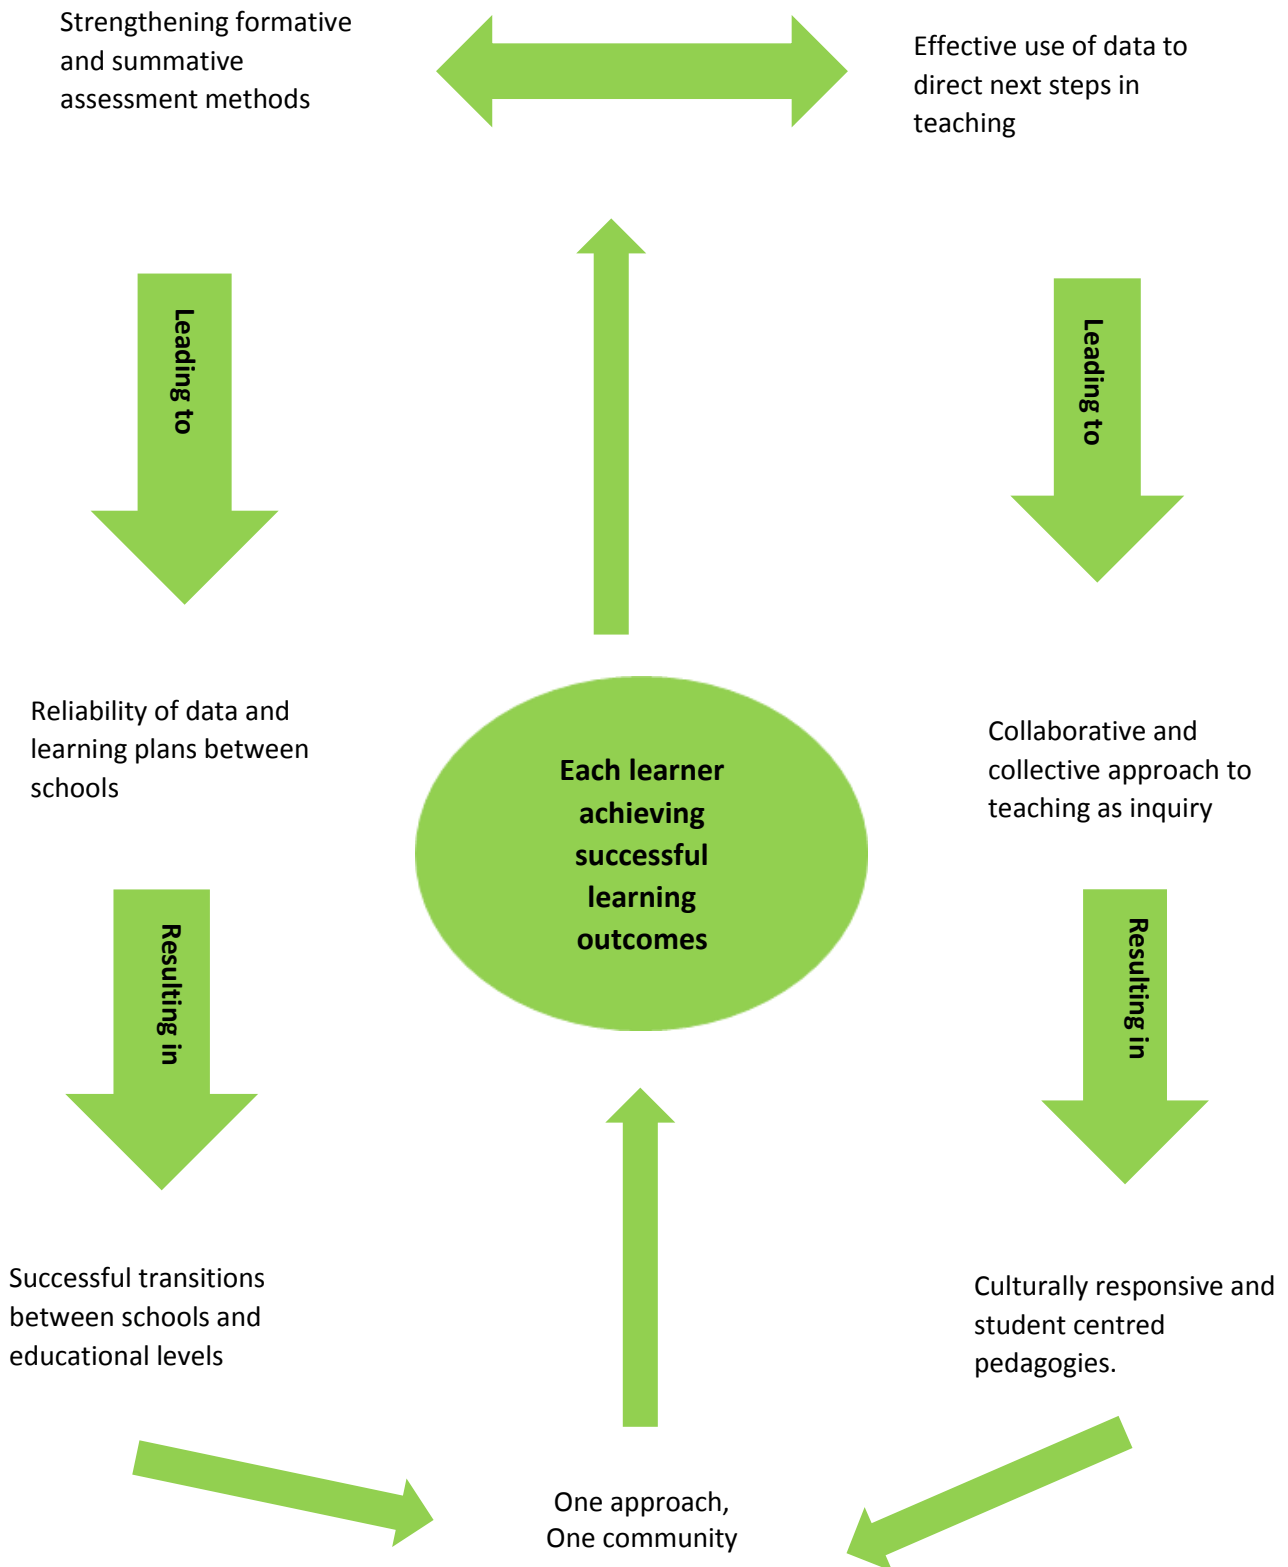 Strengthening formative
and summative
assessment methods
Effective use of data to
direct next steps in
teaching
Leading to
Leading to
Reliability of data and
learning plans between
schools
Each learner
achieving
successful
learning
outcomes
Collaborative and
collective approach to
teaching as inquiry
Resulting in
Resulting in
Successful transitions
between schools and
educational levels
Culturally responsive and
student centred
pedagogies.
One approach,
One community